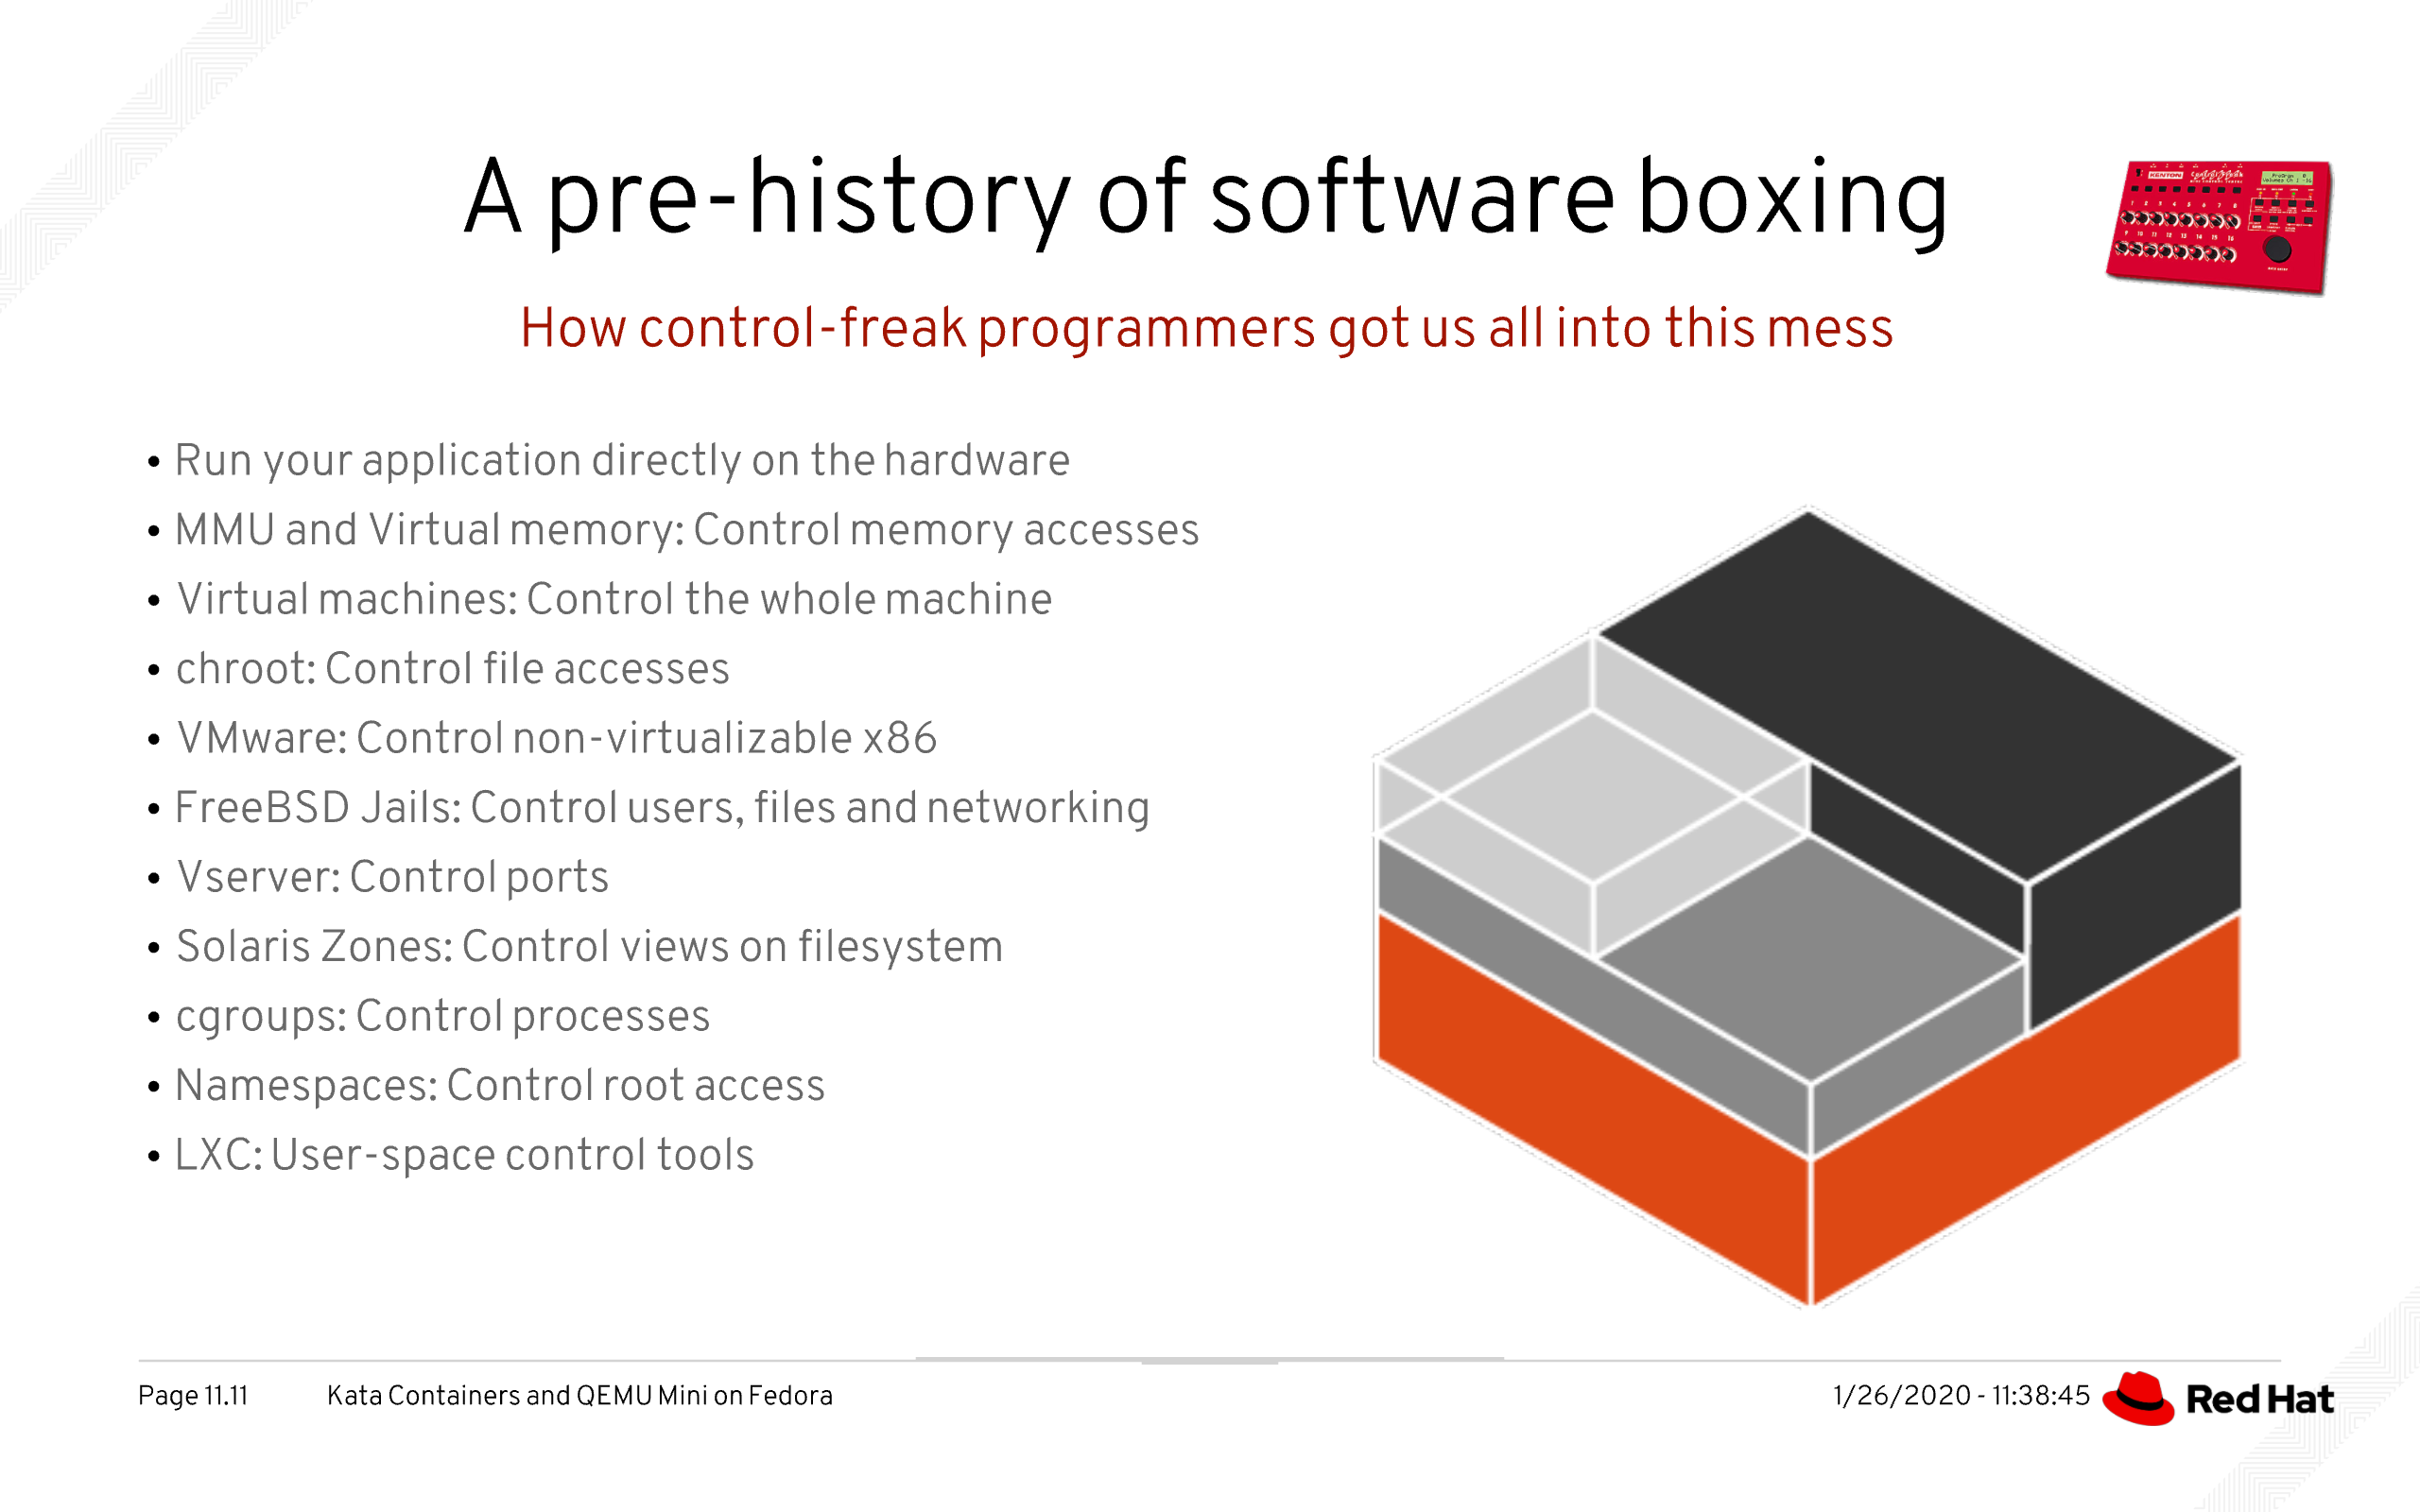 A pre-history of software boxing
KENTON
How control-freak programmers got us all into this mess
• Run your application directly on the hardware
• MMU and Virtual memory: Control memory accesses
• Virtual machines: Control the whole machine
• chroot: Control file accesses
• VMware: Control non-virtualizable x86
• FreeBSD Jails: Control users, files and networking
• Vserver: Control ports
• Solaris Zones: Control views on filesystem
• cgroups: Control processes
• Namespaces: Control root access
• LXC: User-space control tools
Page 11.11 Kata Containers and QEMU Mini on Fedora 1/26/2020 - 11:38:45 Red Hat